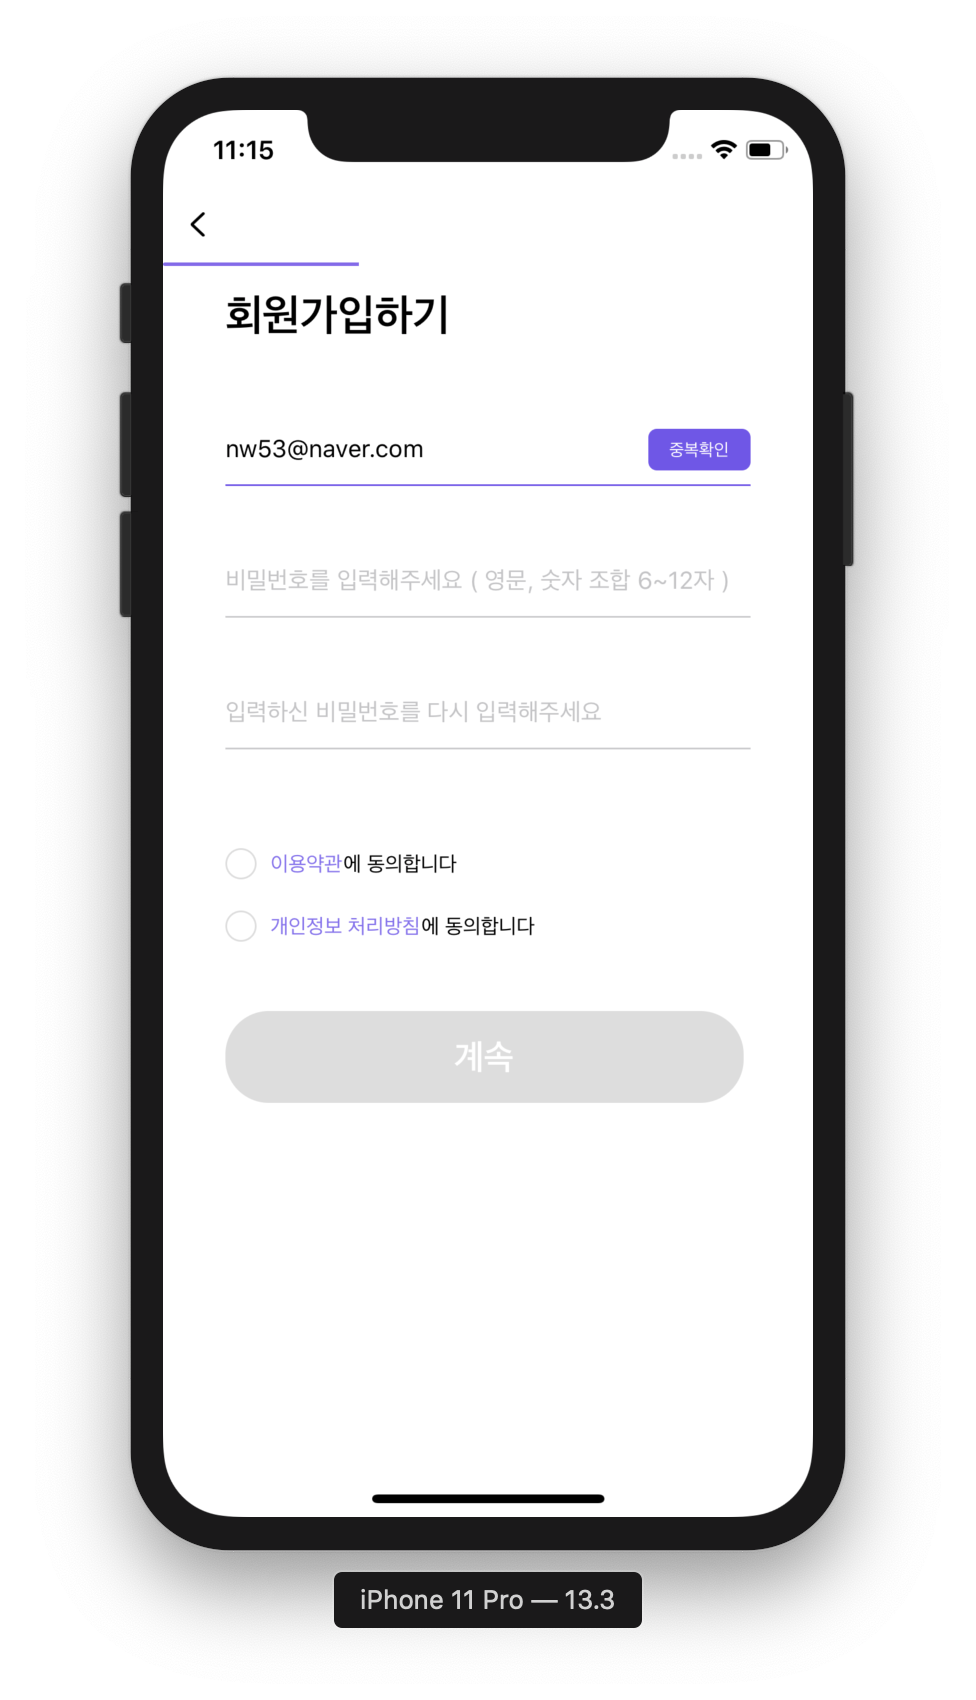 11:15
회원가입하기
nw53@naver.com 중복확인
비밀번호를 입력해주세요 ( 영문, 숫자 조합 6~12자 )
입력하신 비밀번호를 다시 입력해주세요
이용약관에 동의합니다
개인정보 처리방침에 동의합니다
계속
iPhone 11 Pro — 13.3